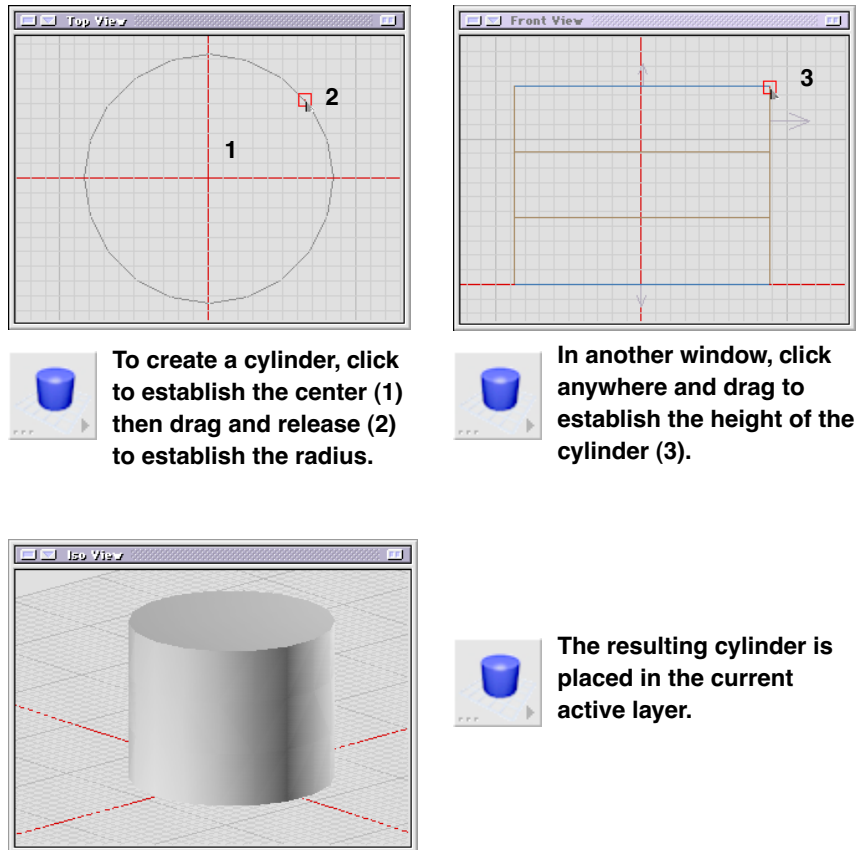 Top View
1
2
To create a cylinder, click
to establish the center (1)
then drag and release (2)
to establish the radius.
Front View
3
In another window, click
anywhere and drag to
establish the height of the
cylinder (3).
Iso View
The resulting cylinder is
placed in the current
active layer.